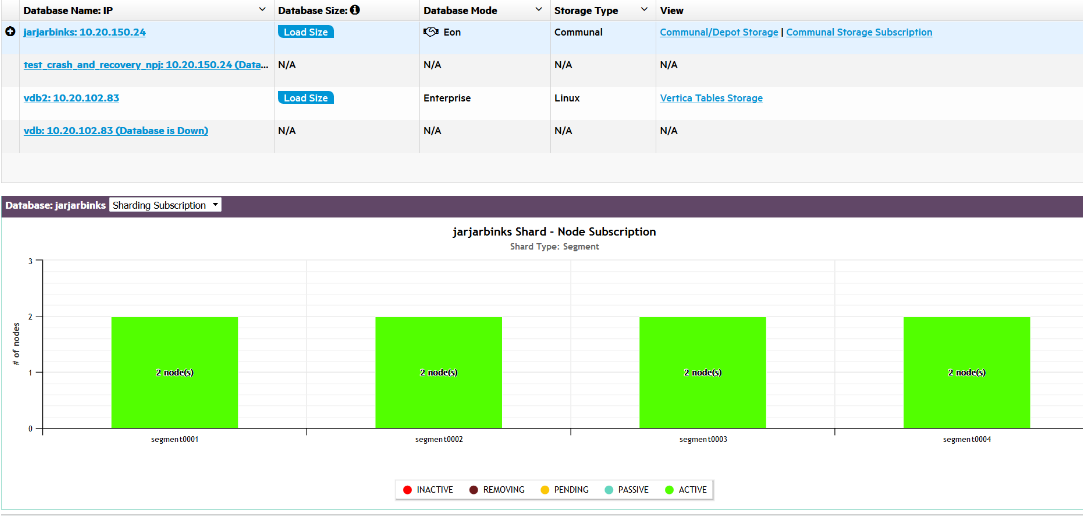 Database Name: IP Database Size: Database Mode Storage Type View
jarjarbinks: 10.20.150.24 Load Size Eon Communal Communal/Depot Storage | Communal Storage Subscription
test_crash_and_recovery_npj: 10.20.150.24 (Data... N/A N/A N/A N/A
vdb2: 10.20.102.83 Load Size Enterprise Linux Vertica Tables Storage
vdb: 10.20.102.83 (Database is Down) N/A N/A N/A N/A
Database: jarjarbinks Sharding Subscription
jarjarbinks Shard - Node Subscription
Shard Type: Segment
# of nodes
3
2
1
0
2 node(s) 2 node(s) 2 node(s) 2 node(s)
segment0001 segment0002 segment0003 segment0004
INACTIVE REMOVING PENDING PASSIVE ACTIVE